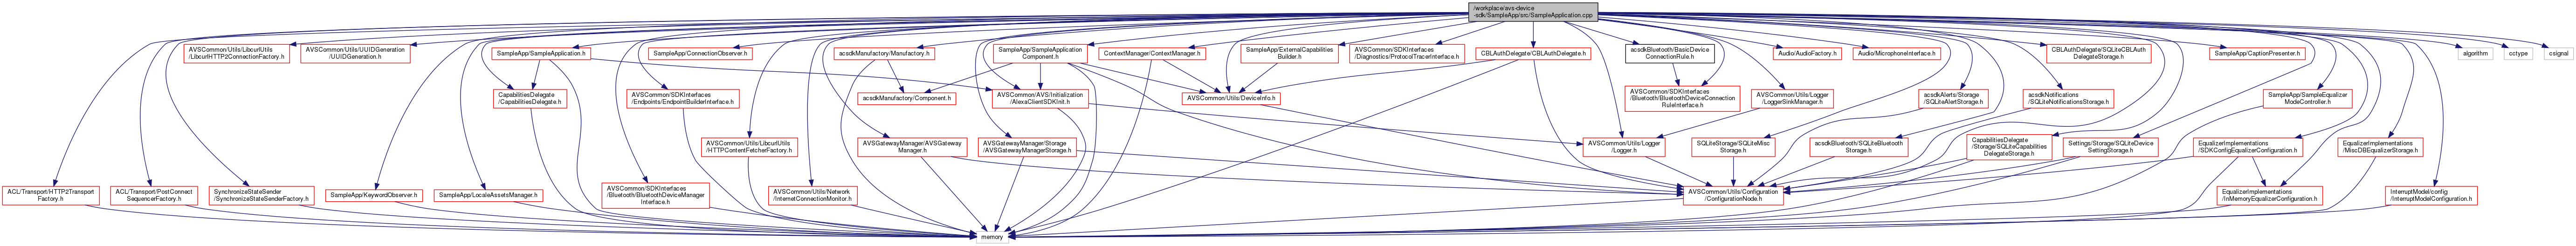 /workplace/avs-device
-sdk/SampleApp/src/SampleApplication.cpp
AVSCommon/Utils/LibcurlUtils
/LibcurlHTTP2ConnectionFactory.h
AVSCommon/Utils/UUIDGeneration
/UUIDGeneration.h
SampleApp/SampleApplication.h
SampleApp/ConnectionObserver.h
acsdkManufactory/Manufactory.h
SampleApp/SampleApplication
Component.h
ContextManager/ContextManager.h
SampleApp/ExternalCapabilities
Builder.h
AVSCommon/SDKInterfaces
/Diagnostics/ProtocolTracerInterface.h
CBLAuthDelegate/CBLAuthDelegate.h
acsdkBluetooth/BasicDevice
ConnectionRule.h
Audio/AudioFactory.h
Audio/MicrophoneInterface.h
CBLAuthDelegate/SQLiteCBLAuth
DelegateStorage.h
SampleApp/CaptionPresenter.h
algorithm
cctype
csignal
CapabilitiesDelegate
/CapabilitiesDelegate.h
AVSCommon/SDKInterfaces
/Endpoints/EndpointBuilderInterface.h
acsdkManufactory/Component.h
AVSCommon/AVS/Initialization
/AlexaClientSDKInit.h
AVSCommon/Utils/DeviceInfo.h
AVSCommon/SDKInterfaces
/Bluetooth/BluetoothDeviceConnection
RuleInterface.h
AVSCommon/Utils/Logger
/LoggerSinkManager.h
acsdkAlerts/Storage
/SQLiteAlertStorage.h
acsdkNotifications
/SQLiteNotificationsStorage.h
SampleApp/SampleEqualizer
ModeController.h
AVSCommon/Utils/LibcurlUtils
/HTTPContentFetcherFactory.h
AVSGatewayManager/AVSGateway
Manager.h
AVSGatewayManager/Storage
/AVSGatewayManagerStorage.h
AVSCommon/Utils/Logger
/Logger.h
SQLiteStorage/SQLiteMisc
Storage.h
acsdkBluetooth/SQLiteBluetooth
Storage.h
CapabilitiesDelegate
/Storage/SQLiteCapabilities
DelegateStorage.h
Settings/Storage/SQLiteDevice
SettingStorage.h
EqualizerImplementations
/SDKConfigEqualizerConfiguration.h
EqualizerImplementations
/MiscDBEqualizerStorage.h
ACL/Transport/HTTP2Transport
Factory.h
ACL/Transport/PostConnect
SequencerFactory.h
SynchronizeStateSender
/SynchronizeStateSenderFactory.h
SampleApp/KeywordObserver.h
SampleApp/LocaleAssetsManager.h
AVSCommon/SDKInterfaces
/Bluetooth/BluetoothDeviceManager
Interface.h
AVSCommon/Utils/Network
/InternetConnectionMonitor.h
AVSCommon/Utils/Configuration
/ConfigurationNode.h
EqualizerImplementations
/InMemoryEqualizerConfiguration.h
InterruptModel/config
/InterruptModelConfiguration.h
memory